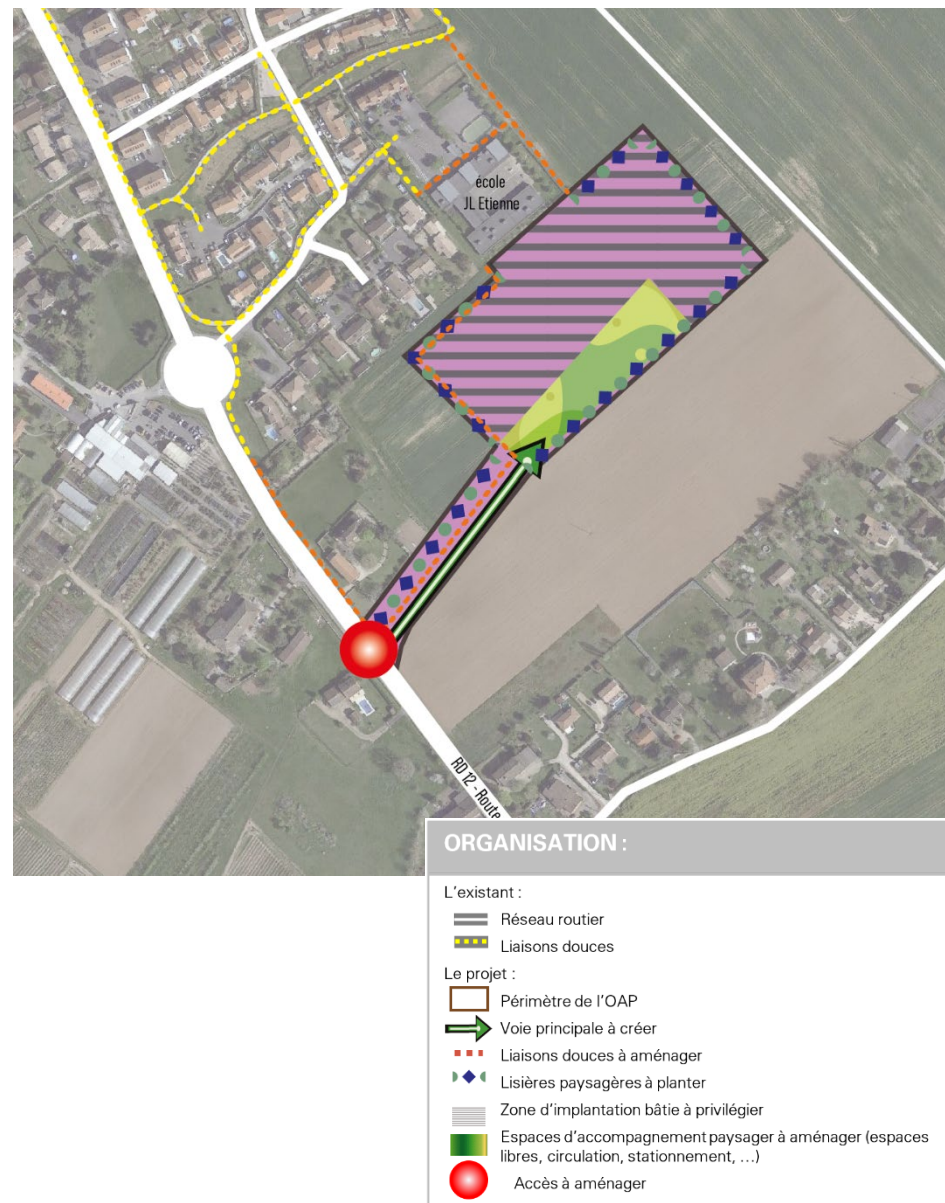 école
JL Etienne
RD 12 - Route
ORGANISATION :
L'existant :
Réseau routier
Liaisons douces
Le projet :
Périmètre de l'OAP
Voie principale à créer
Liaisons douces à aménager
Lisières paysagères à planter
Zone d'implantation bâtie à privilégier
Espaces d'accompagnement paysager à aménager (espaces
libres, circulation, stationnement, ...)
Accès à aménager